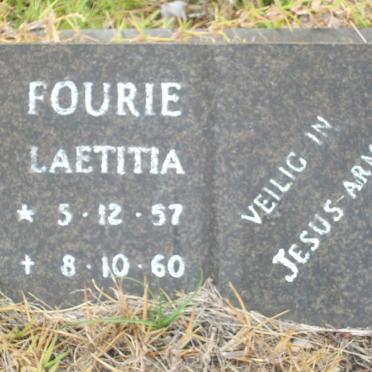 FOURIE
LAETITIA
* 5·12·57
+ 8·10·60
VEILIG IN
JESUS-ARM